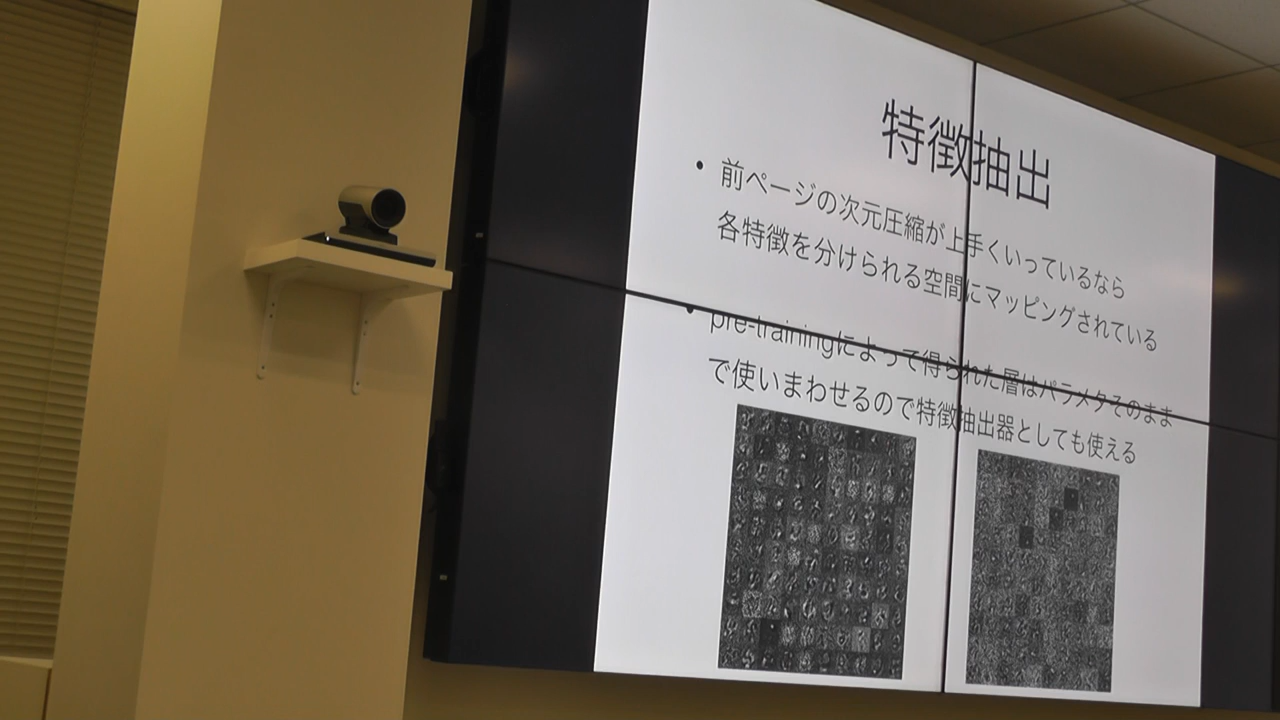 特徴抽出
• 前ページの次元圧縮が上手くいっているなら
各特徴を分けられる空間にマッピングされている
• pre-trainingによって得られた層はパラメタそのまま
で使いまわせるので特徴抽出器としても使える